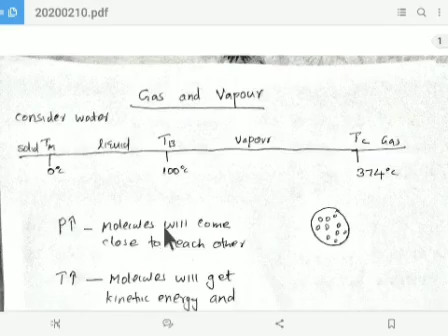 20200210.pdf
1
Gas and Vapour
consider water
solid TM liquid TB Vapour TC Gas
0°C 100°C 374°C
P↑ – Molecules will come
close to each other
T↑ – Molecules will get
kinetic energy and